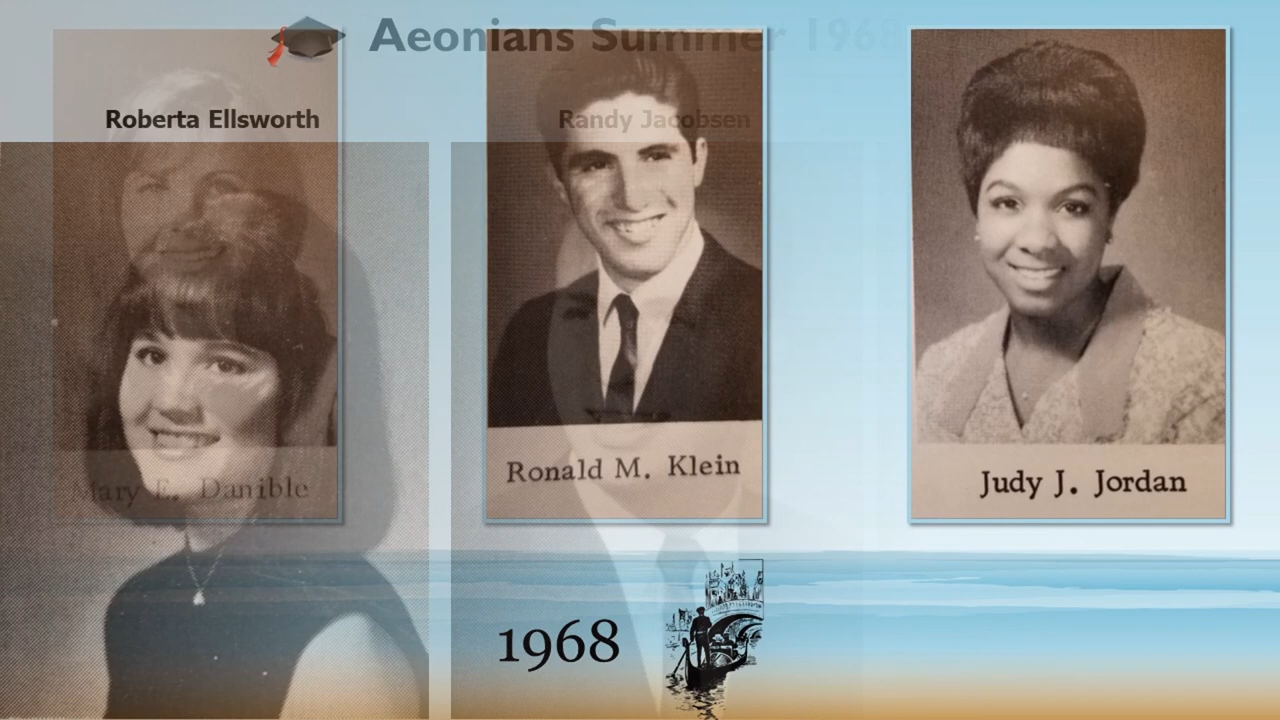 Aeonians Summer 1968
Roberta Ellsworth
Randy Jacobsen
Mary E. Danible
Ronald M. Klein
Judy J. Jordan
1968